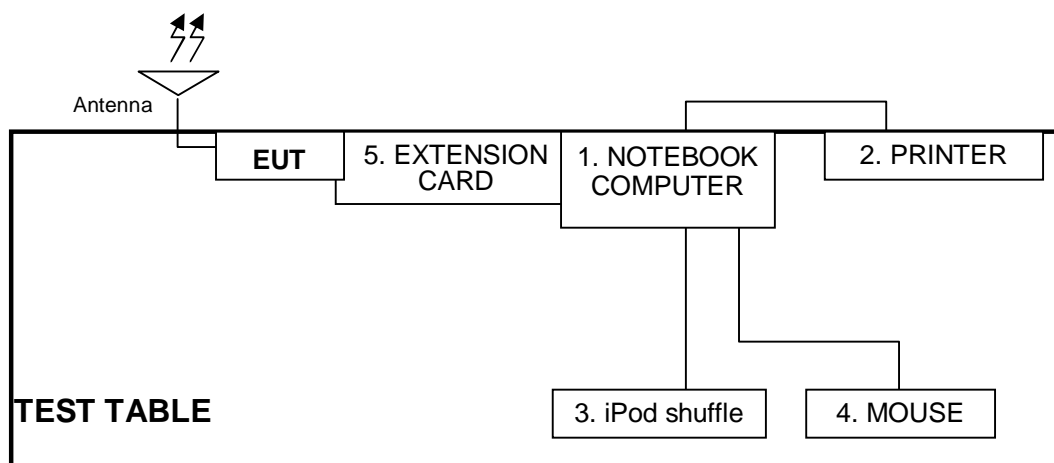 Antenna
EUT
5. EXTENSION
CARD
1. NOTEBOOK
COMPUTER
2. PRINTER
TEST TABLE
3. iPod shuffle
4. MOUSE